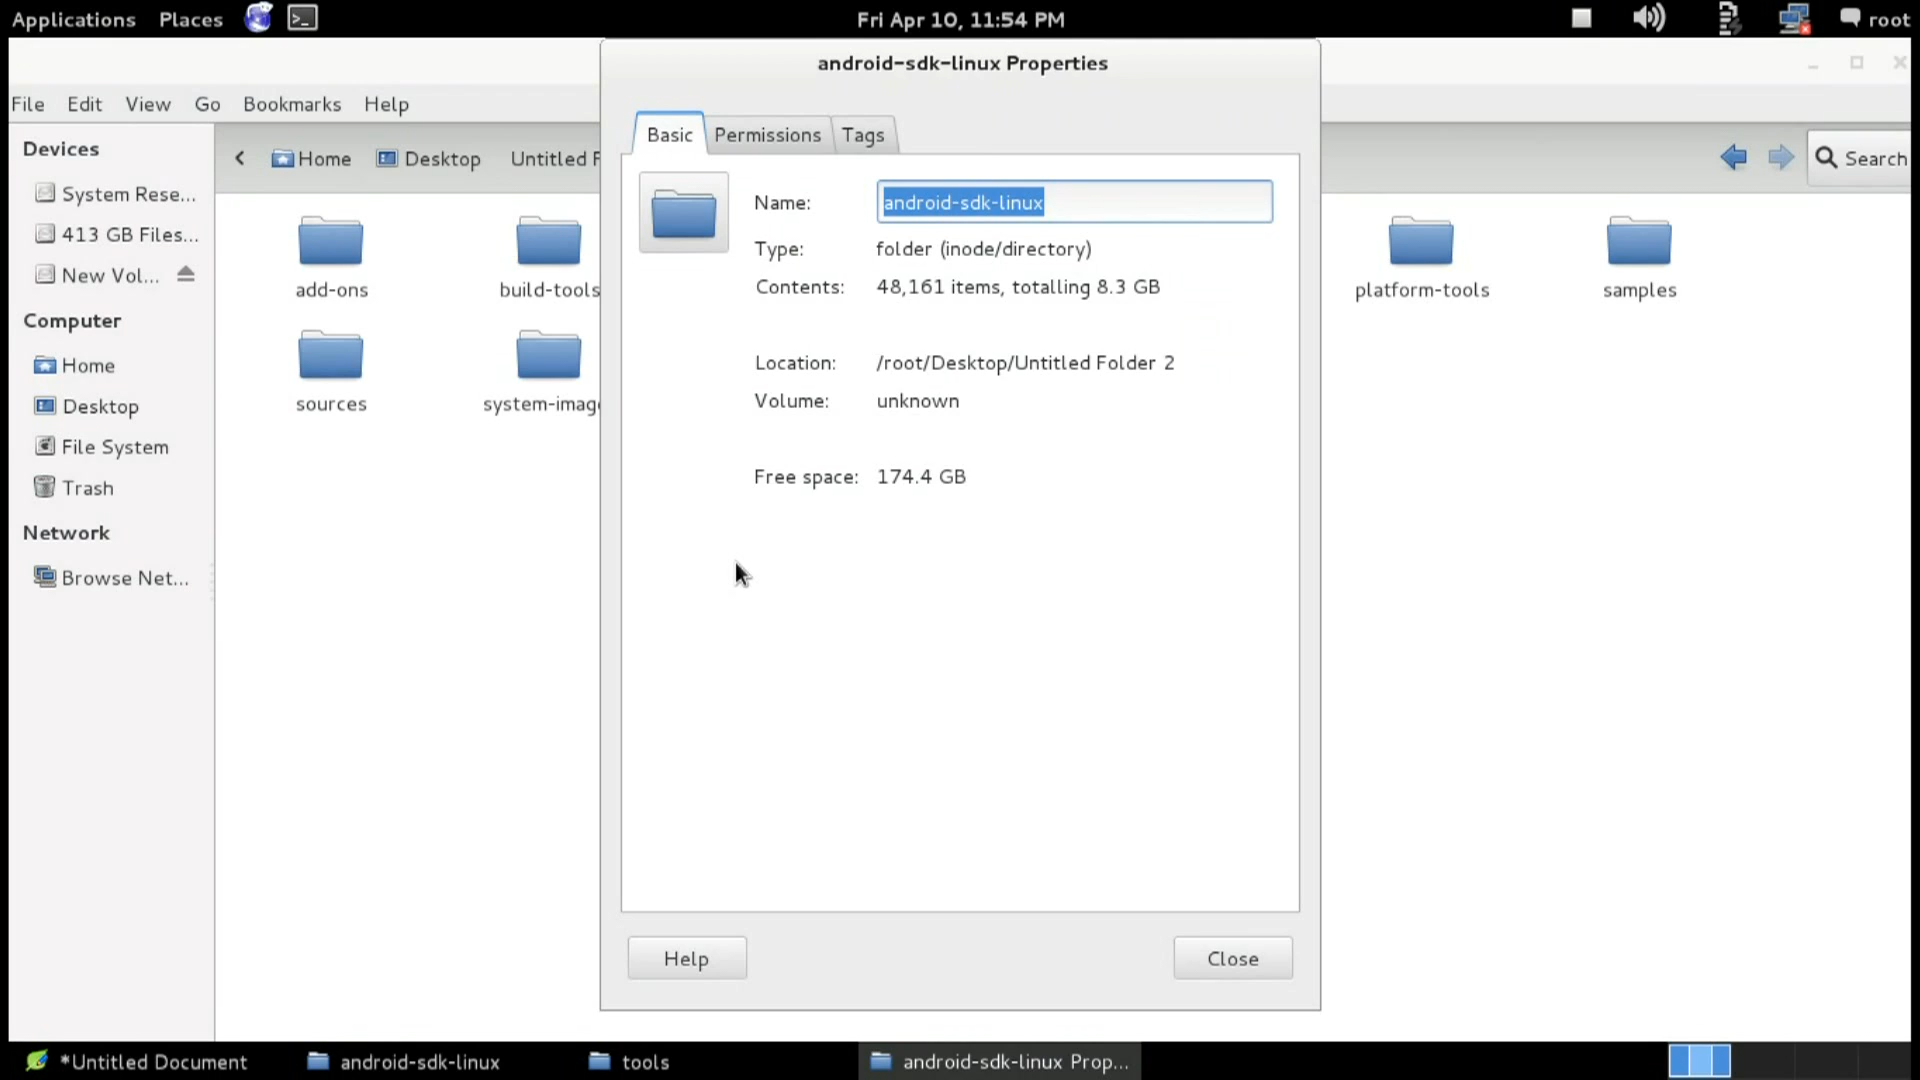 Applications Places Fri Apr 10, 11:54 PM root
android-sdk-linux Properties
File Edit View Go Bookmarks Help
Basic Permissions Tags
Devices
Home Desktop Untitled F Search
System Rese...
413 GB Files...
New Vol...
Name: android-sdk-linux
Type: folder (inode/directory)
Contents: 48,161 items, totalling 8.3 GB
Location: /root/Desktop/Untitled Folder 2
Volume: unknown
Free space: 174.4 GB
add-ons build-tools platform-tools samples
sources system-imag
Computer
Home
Desktop
File System
Trash
Network
Browse Net...
Help Close
*Untitled Document android-sdk-linux tools android-sdk-linux Prop...